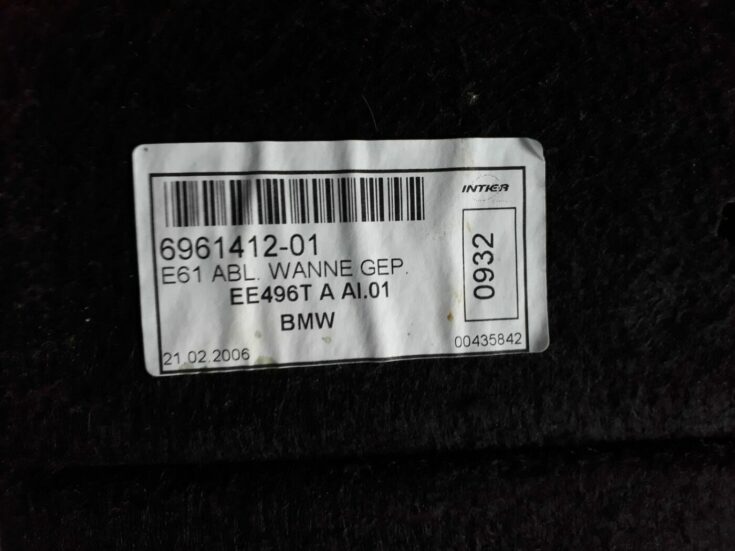 INTIER
6961412-01
E61 ABL. WANNE GEP.
EE496T A AI.01
BMW
0932
21.02.2006
00435842